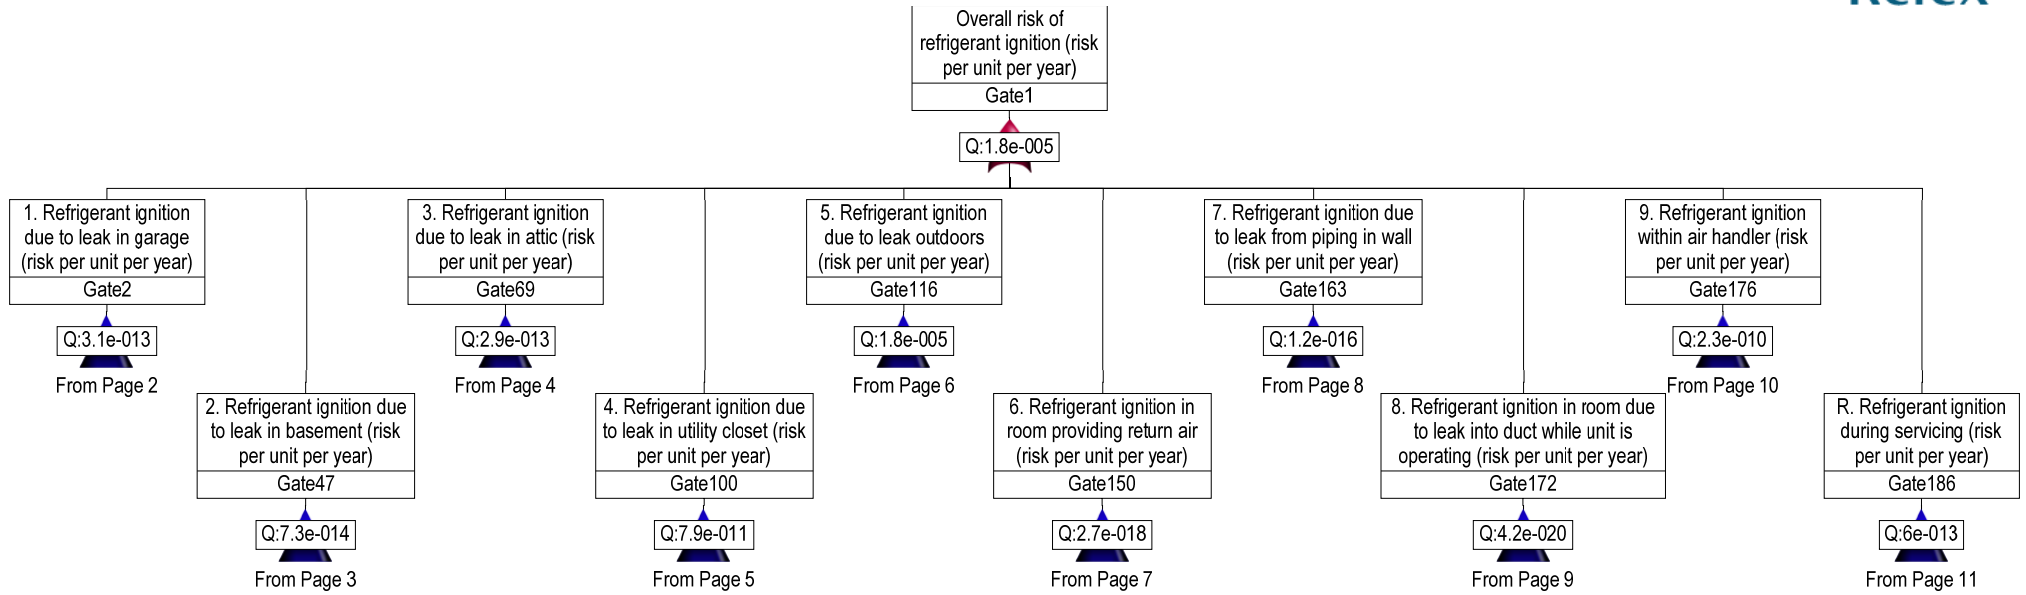 Relex
Overall risk of
refrigerant ignition (risk
per unit per year)
Gate1
Q:1.8e-005
1. Refrigerant ignition
due to leak in garage
(risk per unit per year)
Gate2
Q:3.1e-013
From Page 2
3. Refrigerant ignition
due to leak in attic (risk
per unit per year)
Gate69
Q:2.9e-013
From Page 4
5. Refrigerant ignition
due to leak outdoors
(risk per unit per year)
Gate116
Q:1.8e-005
From Page 6
7. Refrigerant ignition due
to leak from piping in wall
(risk per unit per year)
Gate163
Q:1.2e-016
From Page 8
9. Refrigerant ignition
within air handler (risk
per unit per year)
Gate176
Q:2.3e-010
From Page 10
2. Refrigerant ignition due
to leak in basement (risk
per unit per year)
Gate47
Q:7.3e-014
From Page 3
4. Refrigerant ignition due
to leak in utility closet (risk
per unit per year)
Gate100
Q:7.9e-011
From Page 5
6. Refrigerant ignition in
room providing return air
(risk per unit per year)
Gate150
Q:2.7e-018
From Page 7
8. Refrigerant ignition in room due
to leak into duct while unit is
operating (risk per unit per year)
Gate172
Q:4.2e-020
From Page 9
R. Refrigerant ignition
during servicing (risk
per unit per year)
Gate186
Q:6e-013
From Page 11